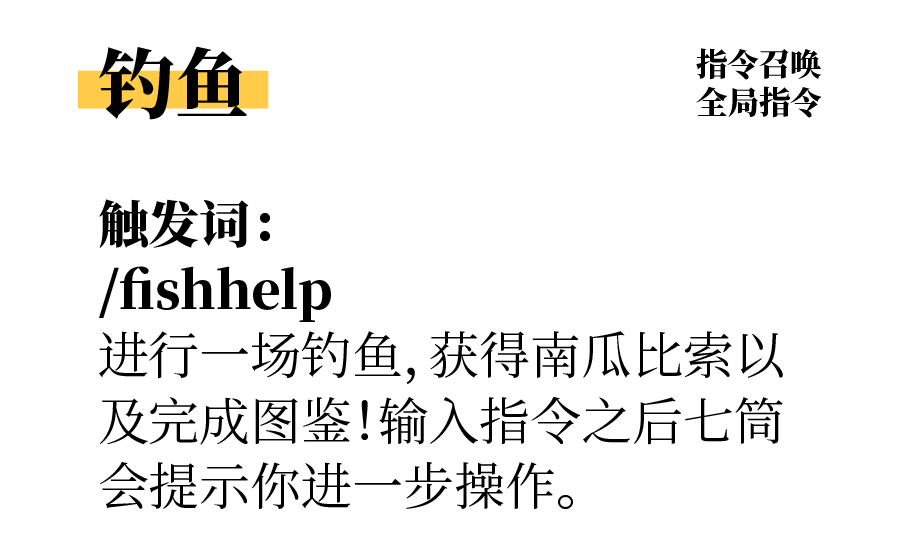 钓鱼
指令召唤
全局指令
触发词：
/fishhelp
进行一场钓鱼，获得南瓜比索以
及完成图鉴！输入指令之后七筒
会提示你进一步操作。